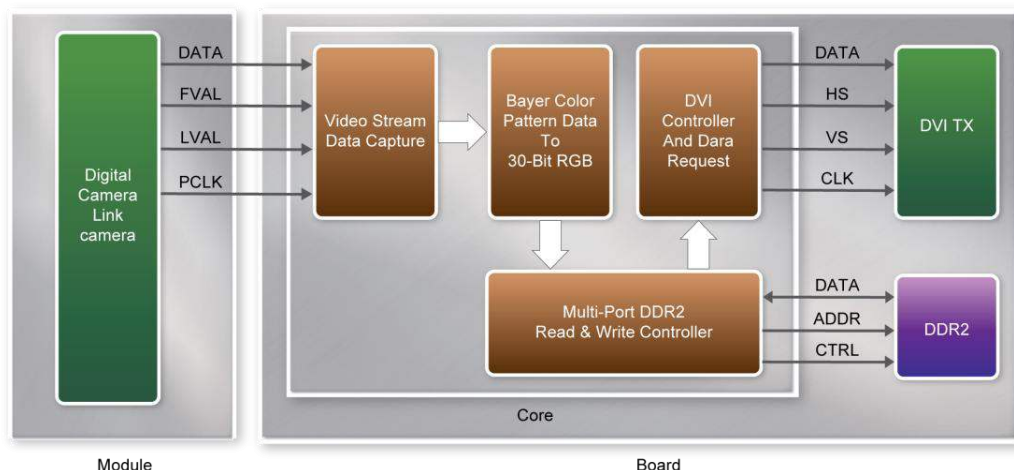 Digital
Camera
Link
camera
DATA
FVAL
LVAL
PCLK
Video Stream
Data Capture
Bayer Color
Pattern Data
To
30-Bit RGB
DVI
Controller
And Dara
Request
DATA
HS
VS
CLK
DVI TX
Multi-Port DDR2
Read & Write Controller
DATA
ADDR
CTRL
DDR2
Core
Module
Board